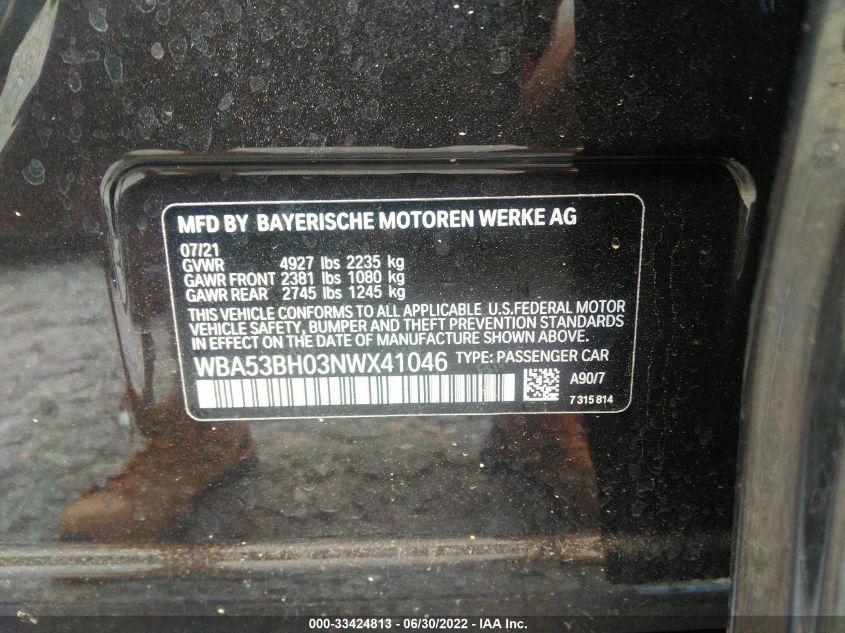 MFD BY BAYERISCHE MOTOREN WERKE AG
07/21
GVWR 4927 lbs 2235 kg
GAWR FRONT 2381 lbs 1080 kg
GAWR REAR 2745 lbs 1245 kg
THIS VEHICLE CONFORMS TO ALL APPLICABLE U.S.FEDERAL MOTOR
VEHICLE SAFETY, BUMPER AND THEFT PREVENTION STANDARDS
IN EFFECT ON THE DATE OF MANUFACTURE SHOWN ABOVE.
WBA53BH03NWX41046 TYPE: PASSENGER CAR
A90/7
7 315 814
000-33424813 - 06/30/2022 - IAA Inc.